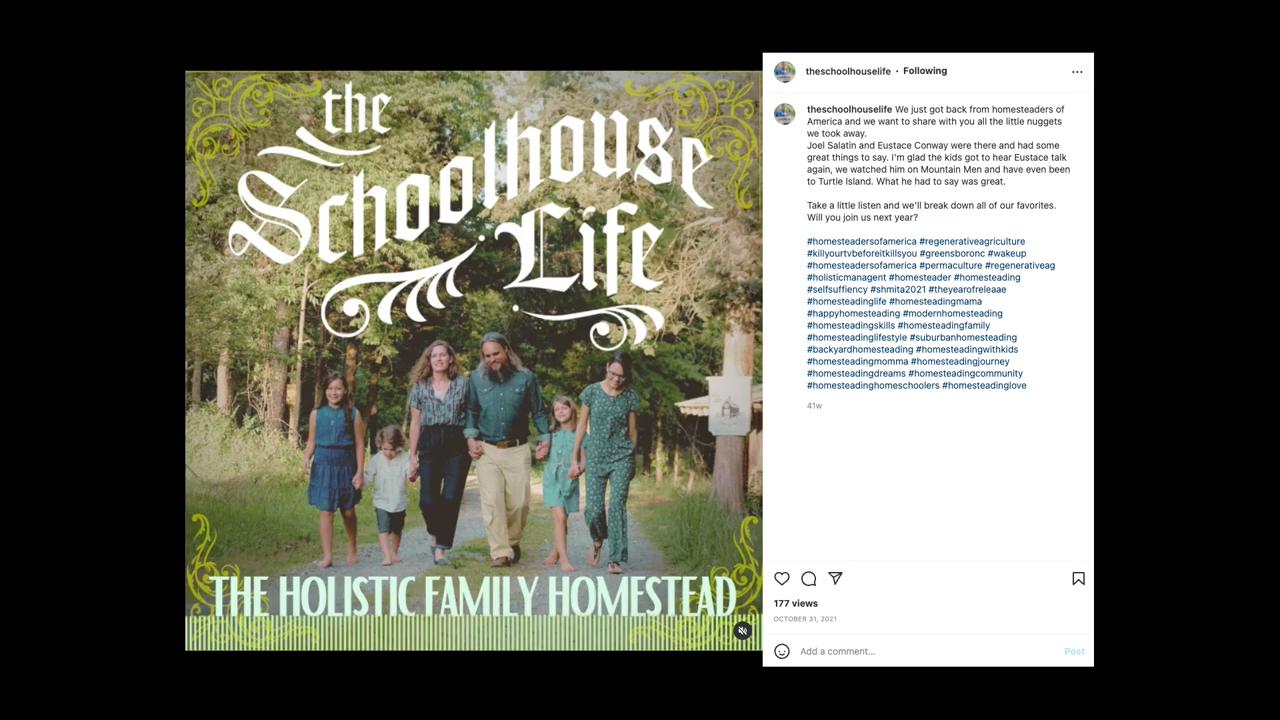 the
Schoolhouse
Life
THE HOLISTIC FAMILY HOMESTEAD
theschoolhouselife • Following
theschoolhouselife We just got back from homesteaders of
America and we want to share with you all the little nuggets
we took away.
Joel Salatin and Eustace Conway were there and had some
great things to say. I'm glad the kids got to hear Eustace talk
again, we watched him on Mountain Men and have even been
to Turtle Island. What he had to say was great.
Take a little listen and we'll break down all of our favorites.
Will you join us next year?
#homesteadersofamerica #regenerativeagriculture
#killyourtvbeforeitkillsyou #greensboronc #wakeup
#homesteadersofamerica #permaculture #regenerativeag
#holisticmanagent #homesteader #homesteading
#selfsuffiency #shmita2021 #theyearofreleaae
#homesteadinglife #homesteadingmama
#happyhomesteading #modernhomesteading
#homesteadingskills #homesteadingfamily
#homesteadinglifestyle #suburbanhomesteading
#backyardhomesteading #homesteadingwithkids
#homesteadingmomma #homesteadingjourney
#homesteadingdreams #homesteadingcommunity
#homesteadinghomeschoolers #homesteadinglove
41w
177 views
OCTOBER 31, 2021
Add a comment...
Post